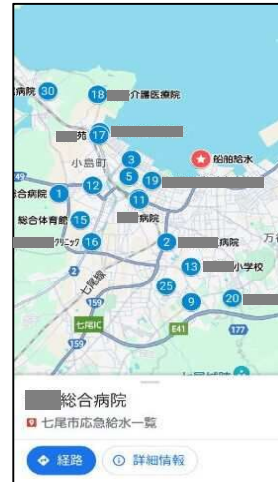 病院
30
18
介護医療院
苑
17
船舶給水
小島町
3
5
19
249
12
総合病院
1
11
病院
総合体育館
15
クリニック
16
2
病院
13
小学校
七尾線
25
9
20
159
七尾IC
159
E41
177
総合病院
七尾市応急給水一覧
経路
詳細情報